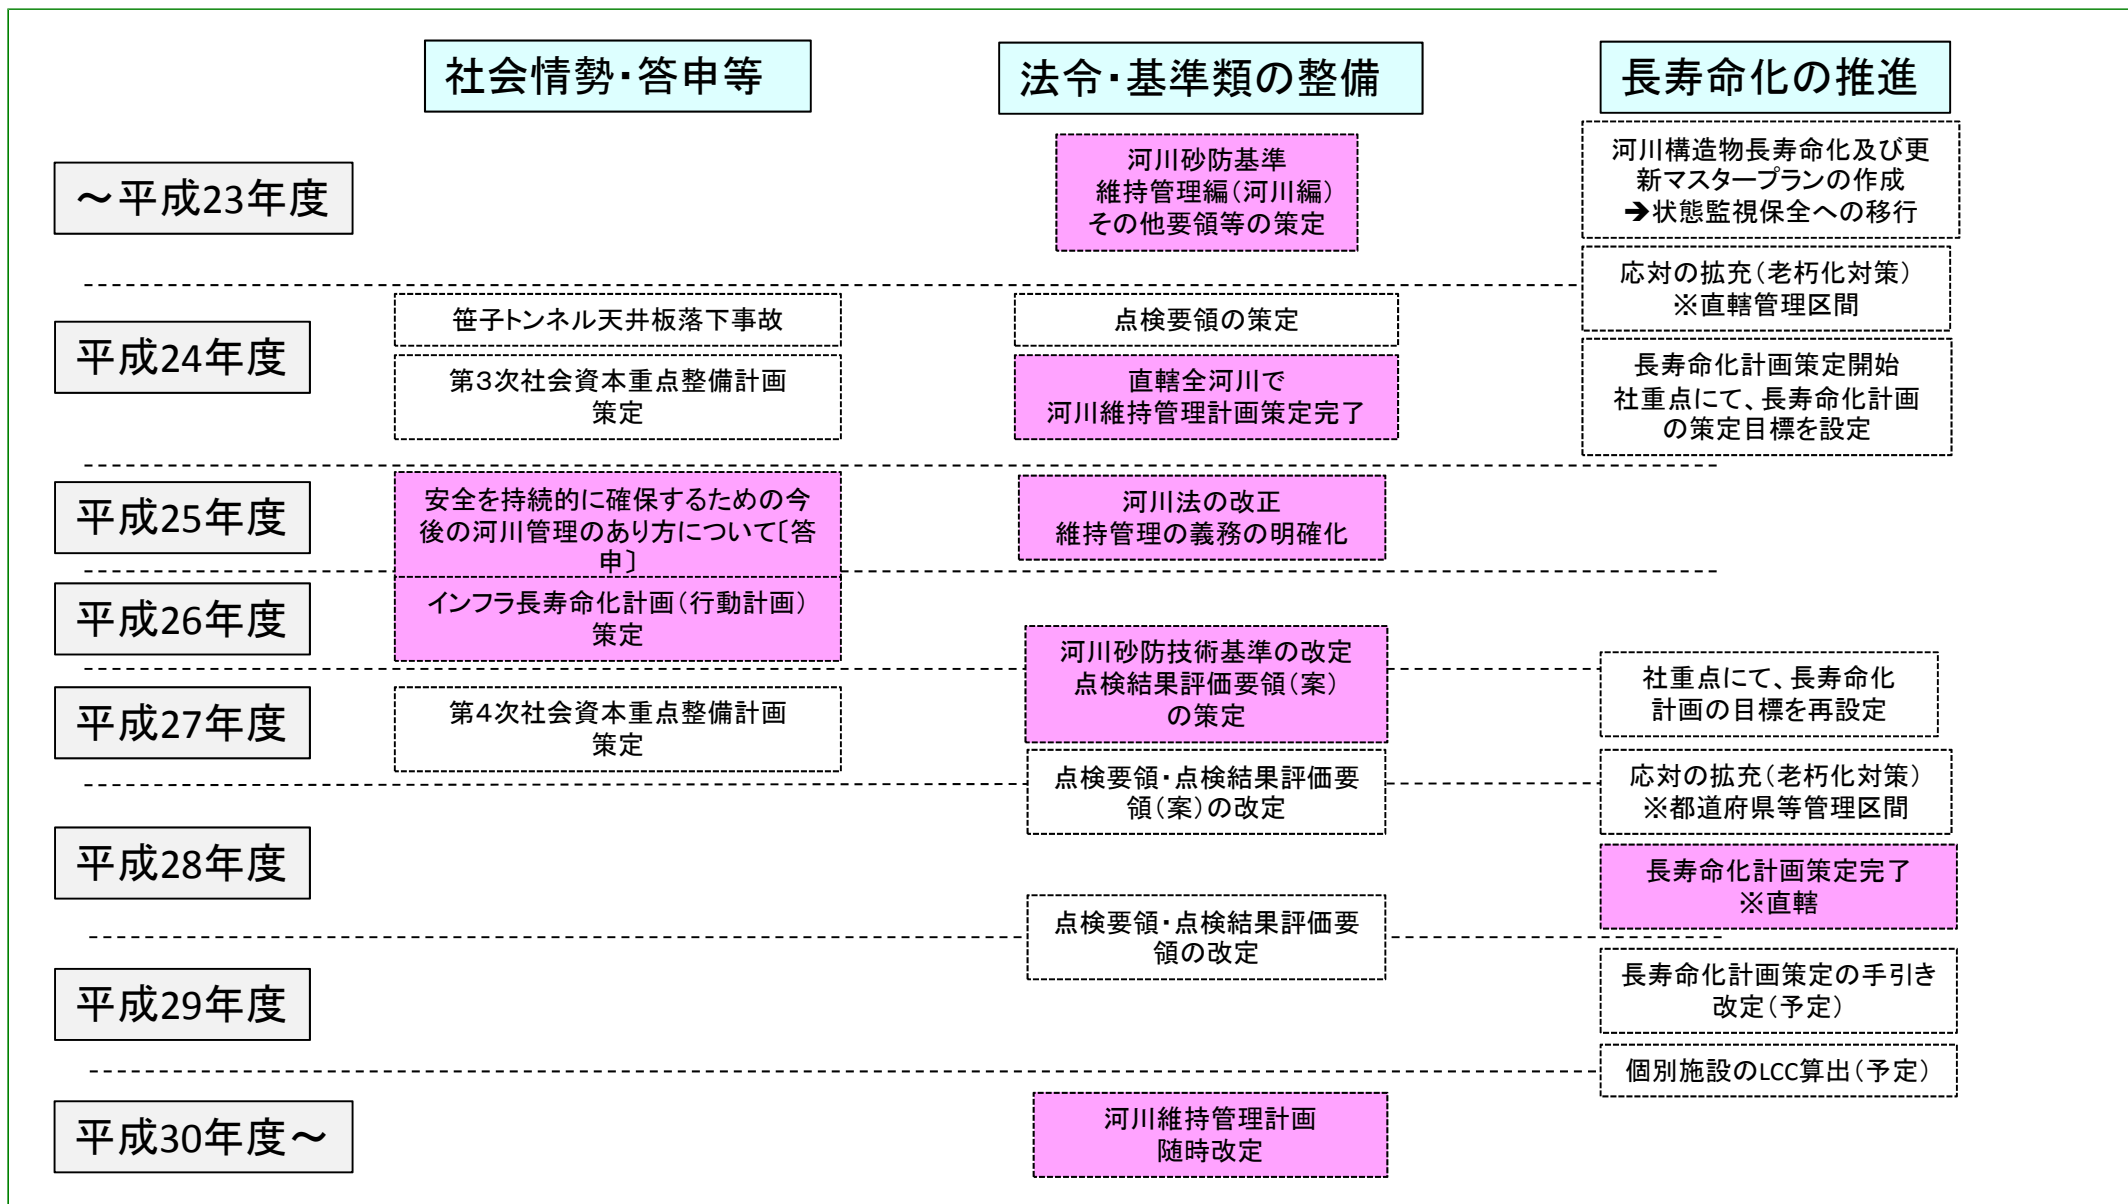 社会情勢・答申等
法令・基準類の整備
長寿命化の推進
～平成23年度
河川砂防基準
維持管理編（河川編）
その他要領等の策定
河川構造物長寿命化及び更
新マスタープランの作成
➔状態監視保全への移行
応対の拡充（老朽化対策）
※直轄管理区間
平成24年度
笹子トンネル天井板落下事故
第3次社会資本重点整備計画
策定
点検要領の策定
直轄全河川で
河川維持管理計画策定完了
長寿命化計画策定開始
社重点にて、長寿命化計画
の策定目標を設定
平成25年度
安全を持続的に確保するための今
後の河川管理のあり方について〔答
申〕
河川法の改正
維持管理の義務の明確化
平成26年度
インフラ長寿命化計画（行動計画）
策定
河川砂防技術基準の改定
点検結果評価要領（案）
の策定
平成27年度
第4次社会資本重点整備計画
策定
社重点にて、長寿命化
計画の目標を再設定
点検要領・点検結果評価要
領（案）の改定
応対の拡充（老朽化対策）
※都道府県等管理区間
平成28年度
長寿命化計画策定完了
※直轄
点検要領・点検結果評価要
領の改定
平成29年度
長寿命化計画策定の手引き
改定（予定）
個別施設のLCC算出（予定）
平成30年度～
河川維持管理計画
随時改定